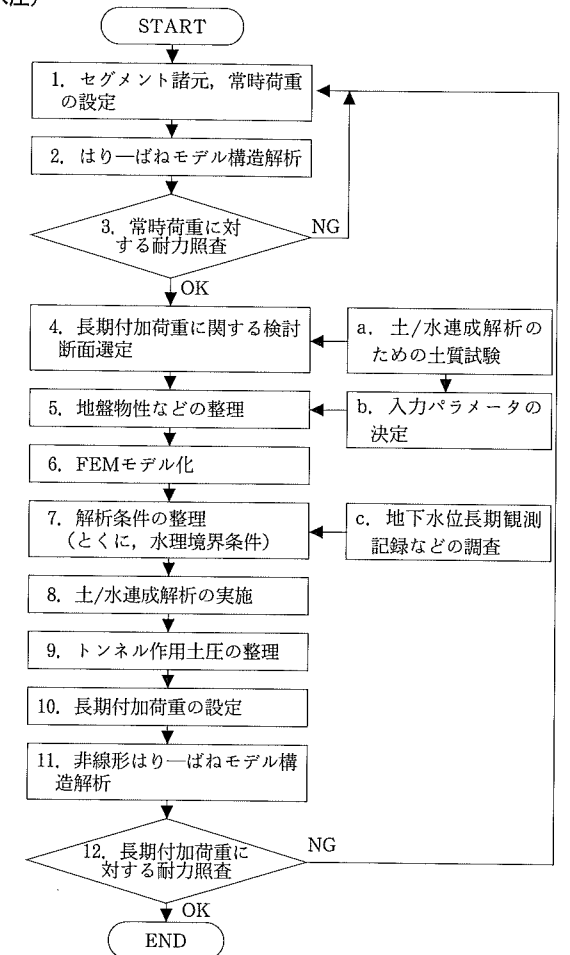 START
1. セグメント諸元，常時荷重
の設定
2. はり―ばねモデル構造解析
3. 常時荷重に対
する耐力照査
NG
OK
4. 長期付加荷重に関する検討
断面選定
a. 土/水連成解析の
ための土質試験
5. 地盤物性などの整理
b. 入力パラメータの
決定
6. FEMモデル化
7. 解析条件の整理
（とくに，水理境界条件）
c. 地下水位長期観測
記録などの調査
8. 土/水連成解析の実施
9. トンネル作用土圧の整理
10. 長期付加荷重の設定
11. 非線形はり―ばねモデル構
造解析
12. 長期付加荷重に
対する耐力照査
NG
OK
END